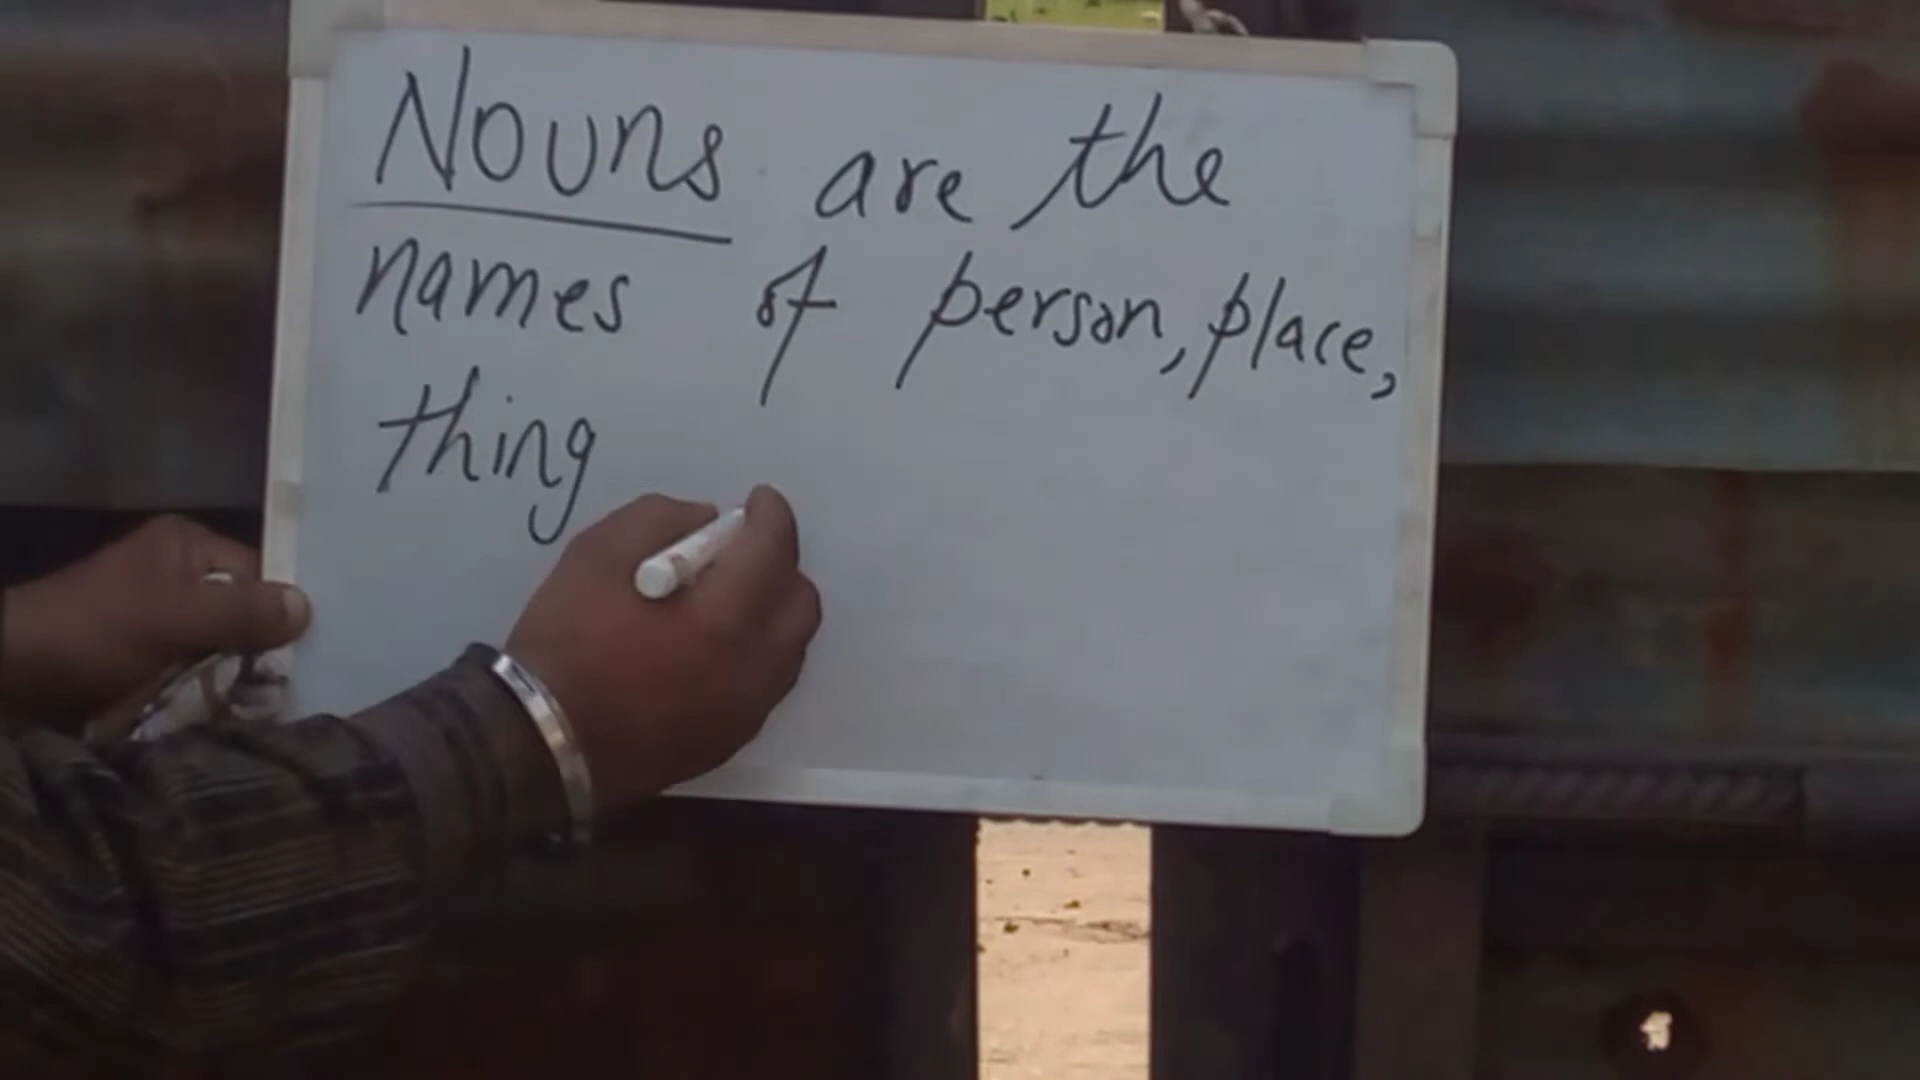 Nouns are the
names of person, place,
thing